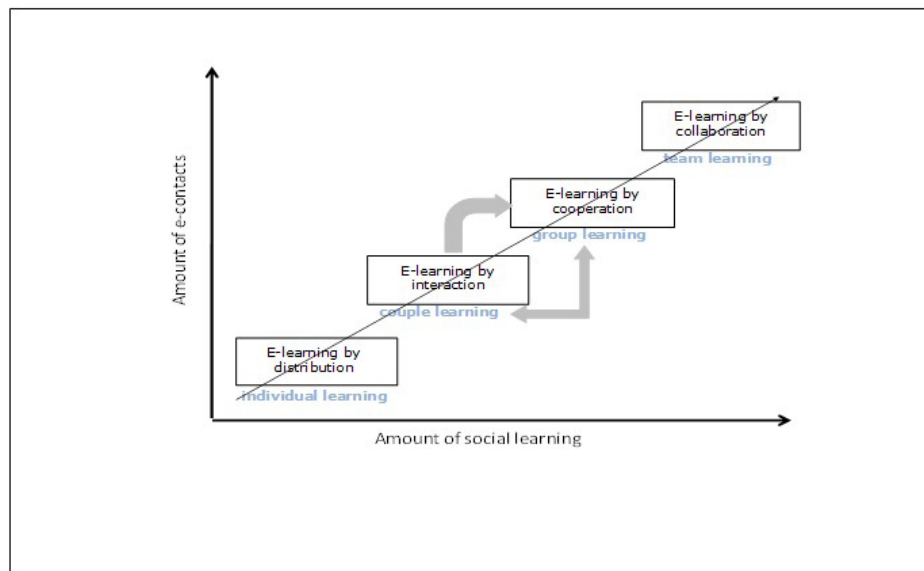 Amount of e-contacts
E-learning by
collaboration
team learning
E-learning by
cooperation
group learning
E-learning by
interaction
couple learning
E-learning by
distribution
individual learning
Amount of social learning